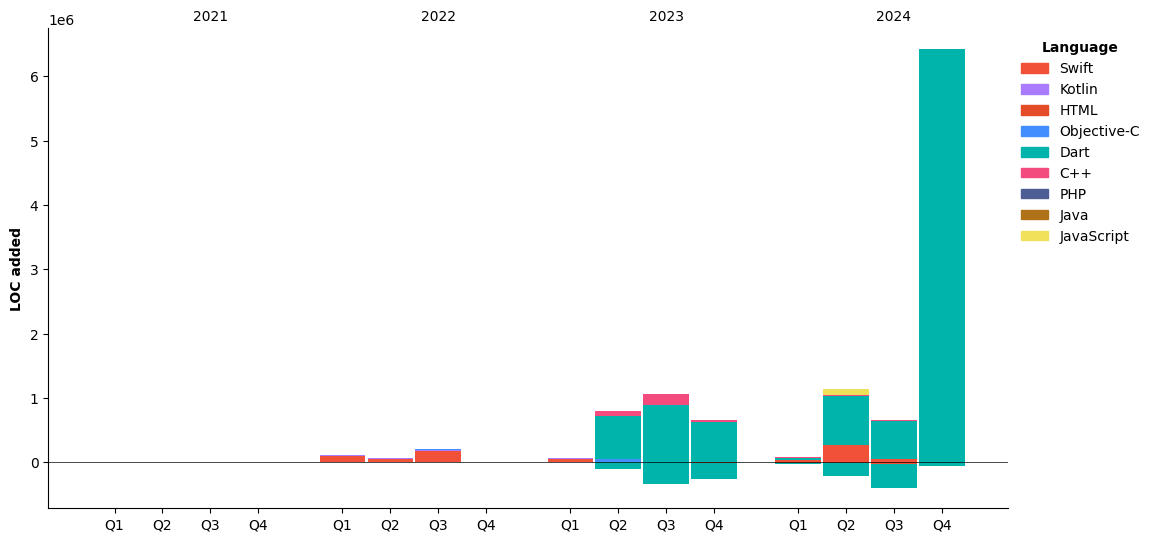 2021 2022 2023 2024
1e6
Language
Swift
Kotlin
HTML
Objective-C
Dart
C++
PHP
Java
JavaScript
LOC added
6
5
4
3
2
1
0
Q1 Q2 Q3 Q4 Q1 Q2 Q3 Q4 Q1 Q2 Q3 Q4 Q1 Q2 Q3 Q4